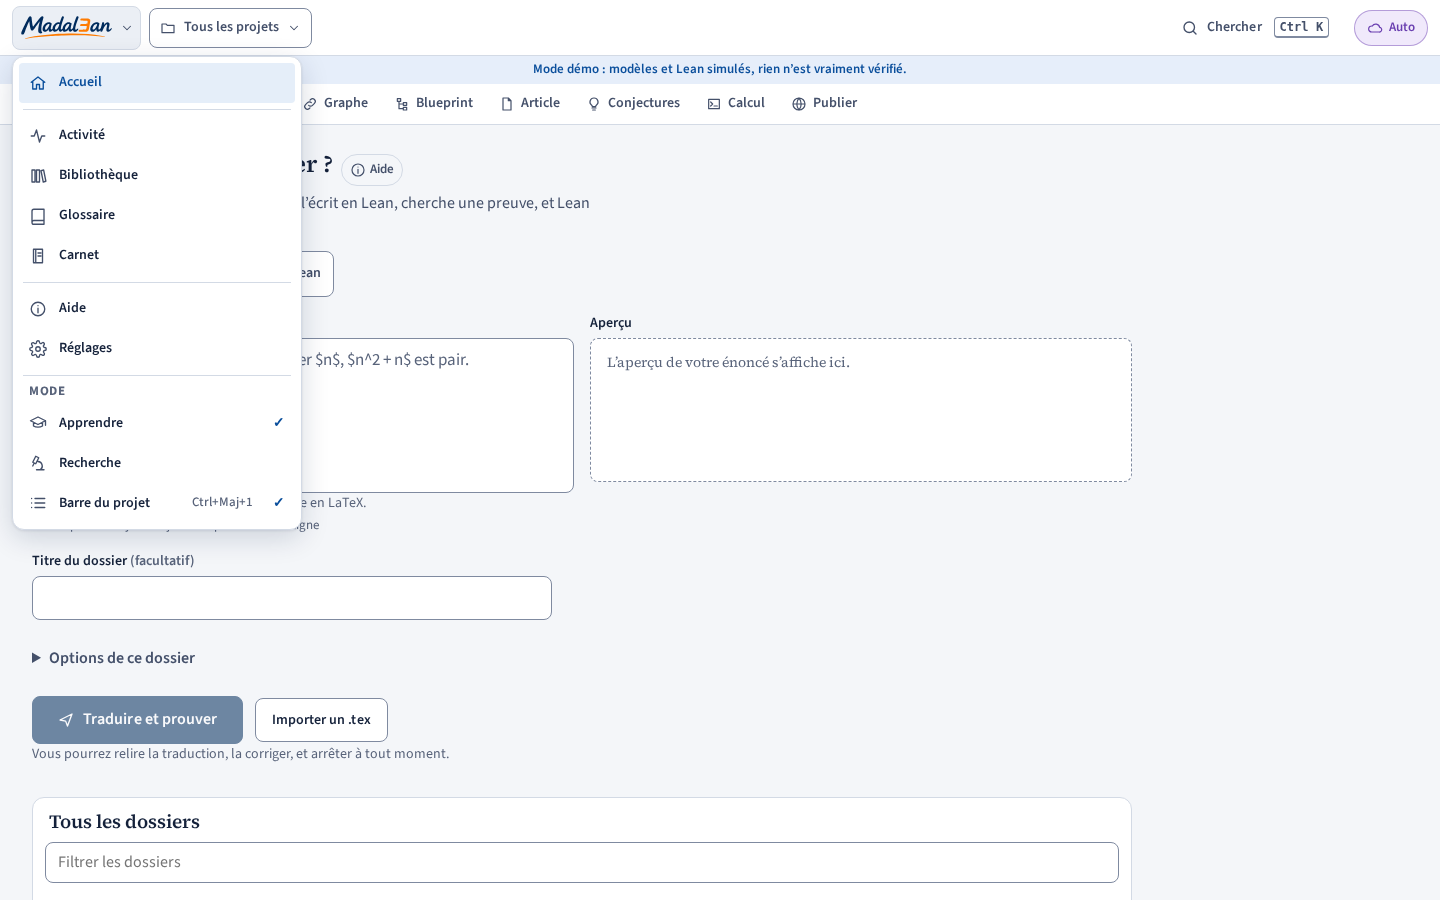 Madal∃an
Tous les projets
Chercher
Ctrl K
Auto
Mode démo : modèles et Lean simulés, rien n’est vraiment vérifié.
Accueil
Activité
Bibliothèque
Glossaire
Carnet
Aide
Réglages
MODE
Apprendre ✓
Recherche
Barre du projet Ctrl+Maj+1 ✓
Graphe
Blueprint
Article
Conjectures
Calcul
Publier
er ?
Aide
l’écrit en Lean, cherche une preuve, et Lean
ean
er $n$, $n^2 + n$ est pair.
Aperçu
L’aperçu de votre énoncé s’affiche ici.
e en LaTeX.
igne
Titre du dossier (facultatif)
Options de ce dossier
Traduire et prouver
Importer un .tex
Vous pourrez relire la traduction, la corriger, et arrêter à tout moment.
Tous les dossiers
Filtrer les dossiers